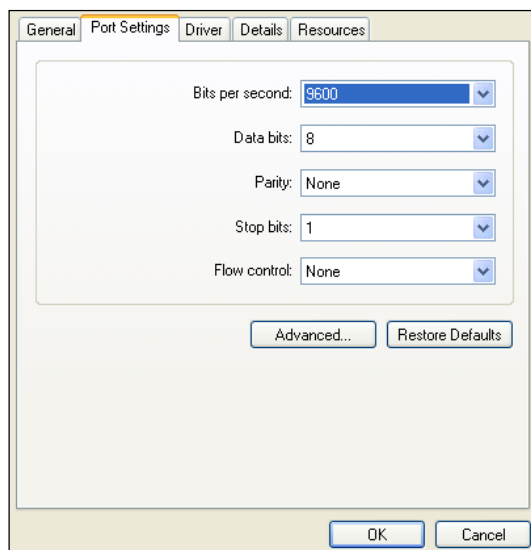 General Port Settings Driver Details Resources
Bits per second: 9600
Data bits: 8
Parity: None
Stop bits: 1
Flow control: None
Advanced... Restore Defaults
OK Cancel